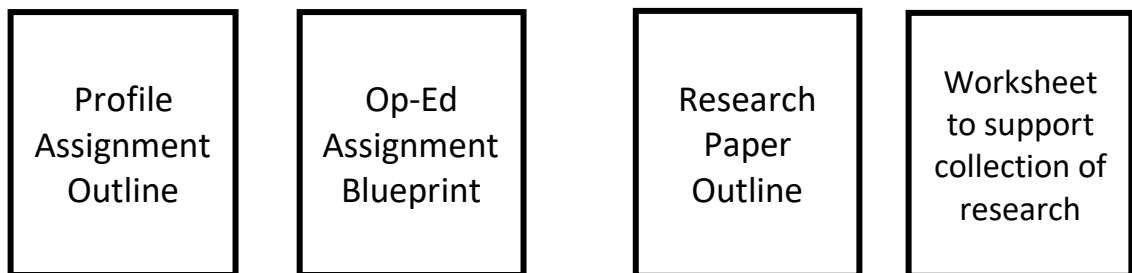 Profile
Assignment
Outline
Op-Ed
Assignment
Blueprint
Research
Paper
Outline
Worksheet
to support
collection of
research